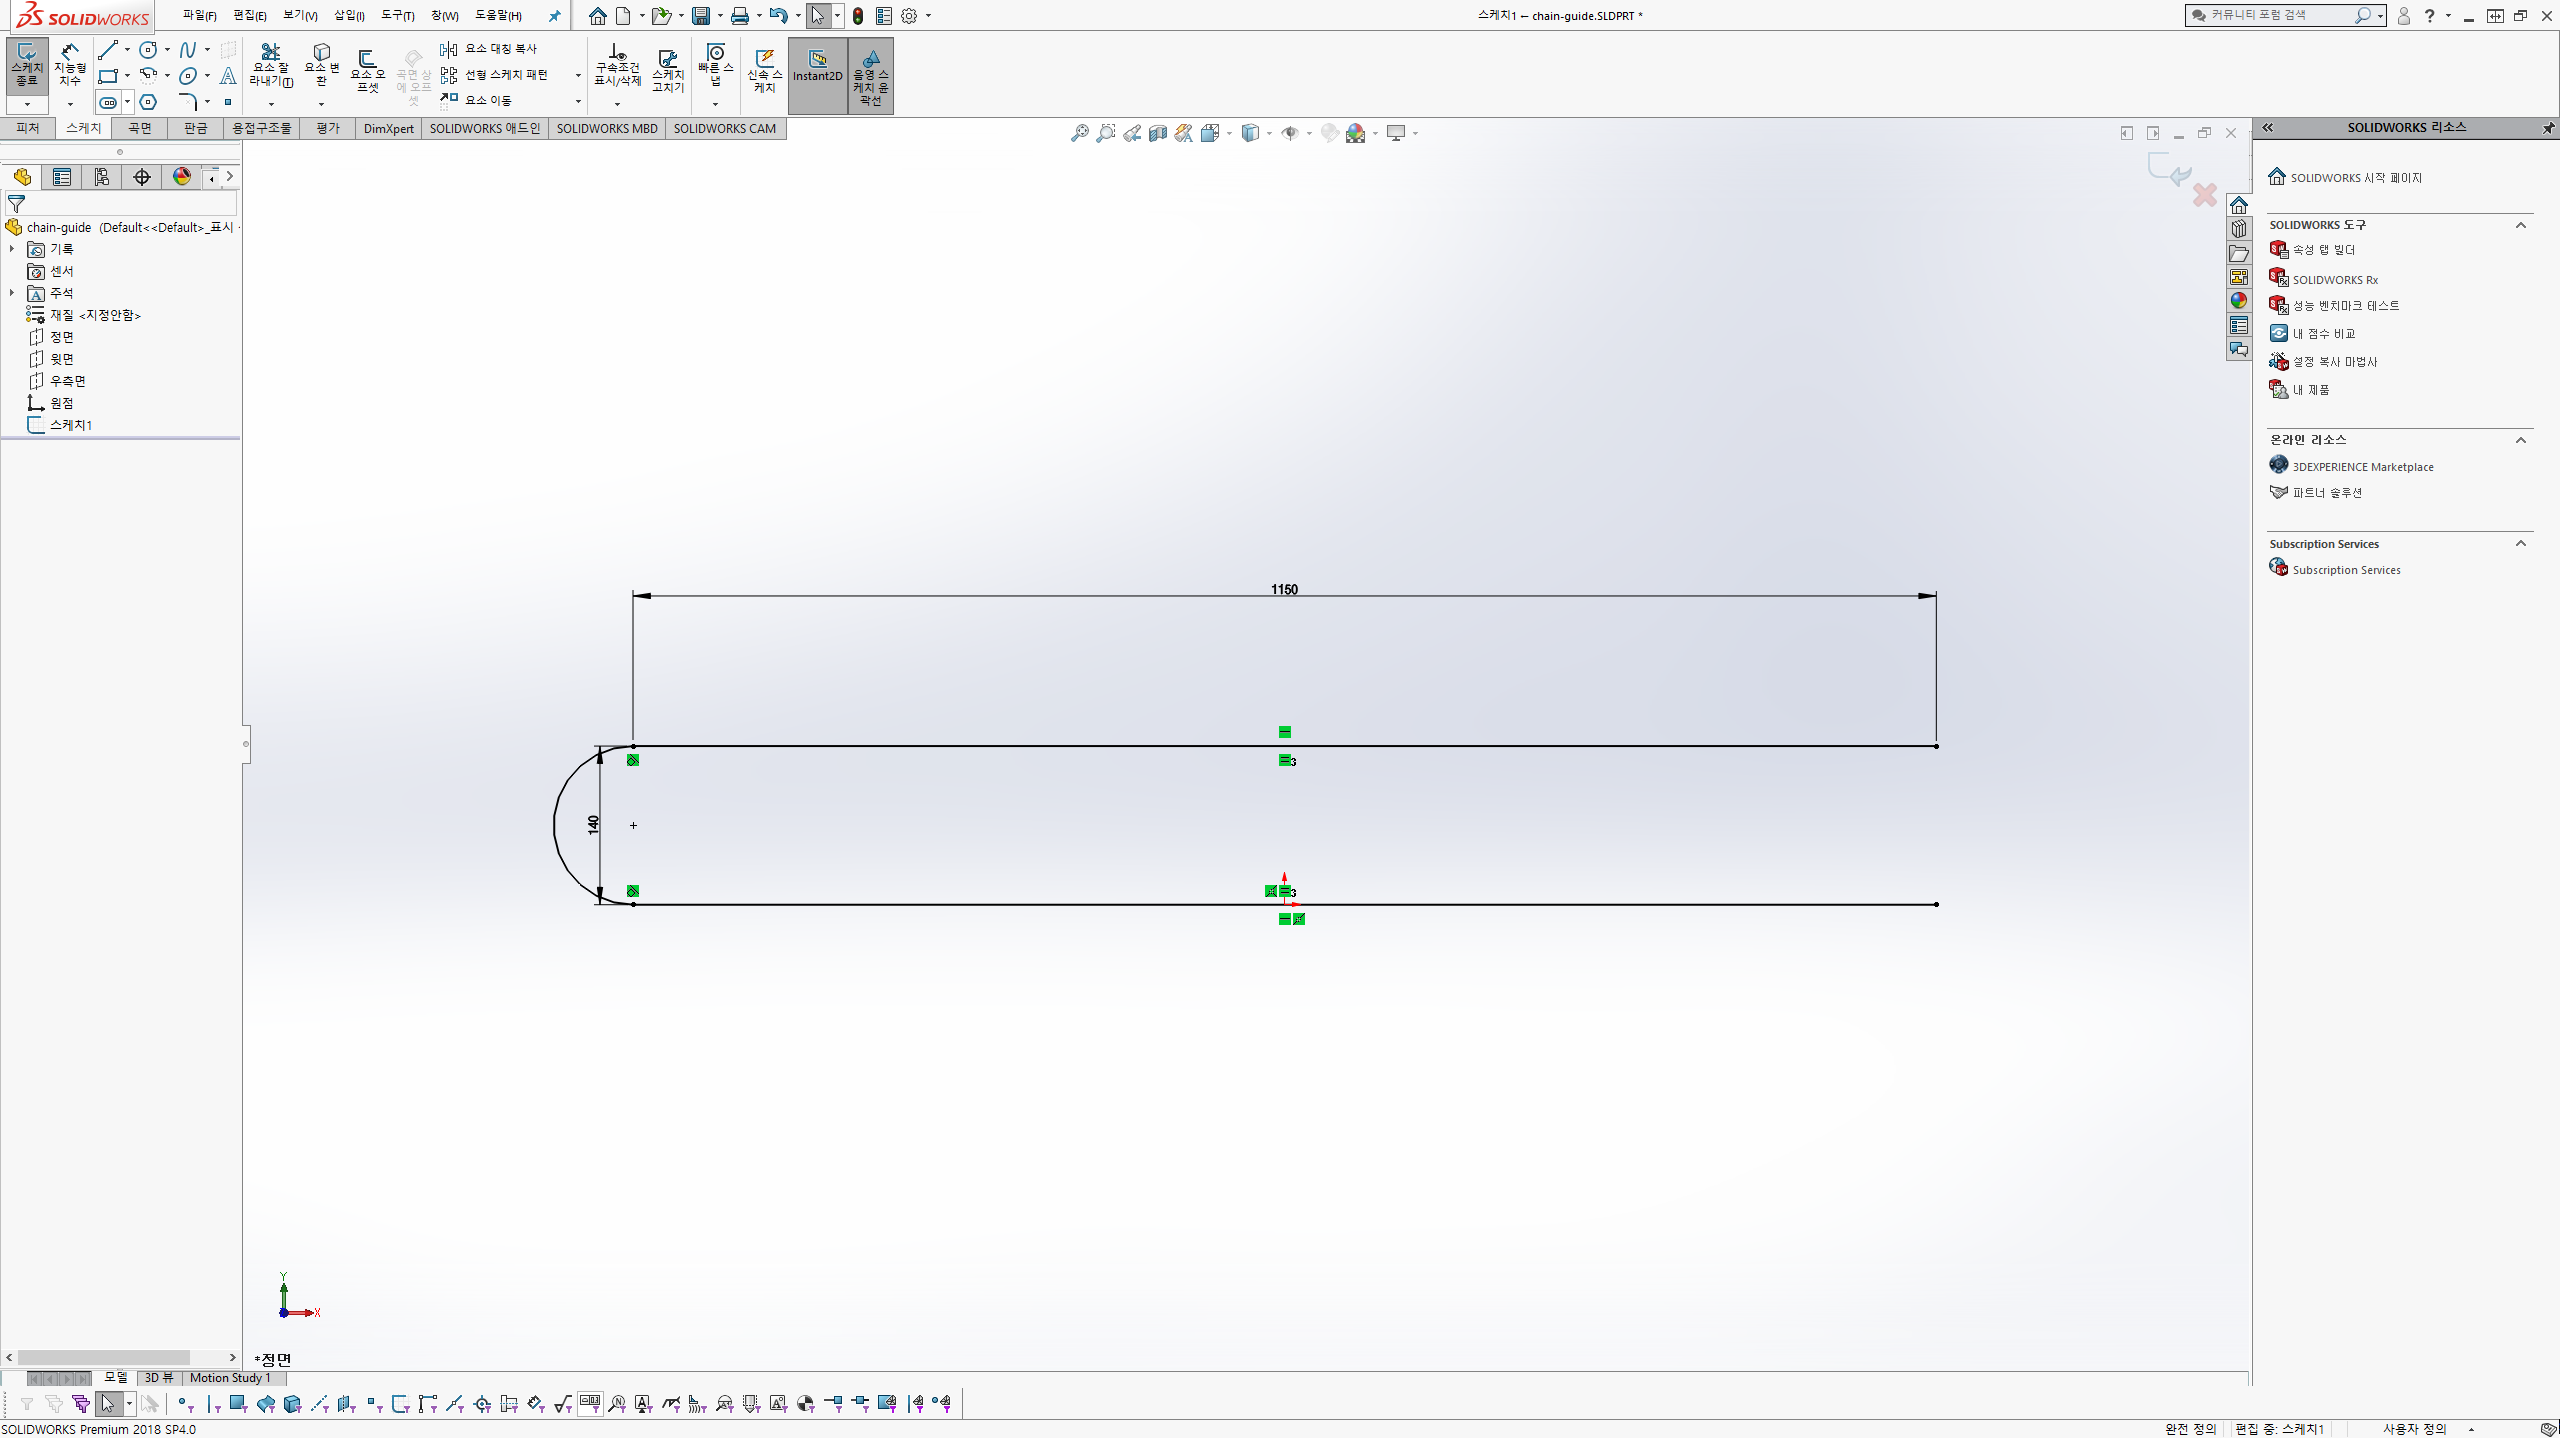 SOLIDWORKS 파일(F) 편집(E) 보기(V) 삽입(I) 도구(T) 창(W) 도움말(H) 스케치1 - chain-guide.SLDPRT * 커뮤니티 포럼 검색 ?
스케치 종료
지능형 치수
요소 잘라내기(T)
요소 변환
요소 오프셋
곡면 상에 오프셋
요소 대칭 복사
선형 스케치 패턴
요소 이동
구속조건 표시/삭제
스케치 고치기
빠른 스냅
신속 스케치
Instant2D
음영 스케치 윤곽선
피처 스케치 곡면 판금 용접구조물 평가 DimXpert SOLIDWORKS 애드인 SOLIDWORKS MBD SOLIDWORKS CAM
chain-guide (Default<<Default>_표시
기록
센서
주석
재질 <지정안함>
정면
윗면
우측면
원점
스케치1
1150
140
3
3
Y
X
*정면
SOLIDWORKS 리소스
SOLIDWORKS 시작 페이지
SOLIDWORKS 도구
속성 탭 빌더
SOLIDWORKS Rx
성능 벤치마크 테스트
내 점수 비교
설정 복사 마법사
내 제품
온라인 리소스
3DEXPERIENCE Marketplace
파트너 솔루션
Subscription Services
Subscription Services
모델 3D 뷰 Motion Study 1
SOLIDWORKS Premium 2018 SP4.0 완전 정의 편집 중: 스케치1 사용자 정의